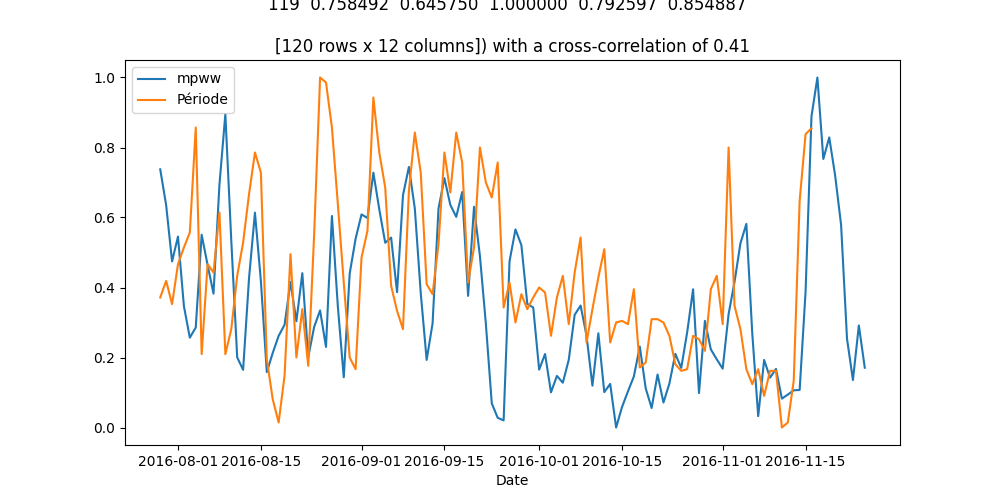 119 0.758492 0.645750 1.000000 0.792597 0.854887
[120 rows x 12 columns]) with a cross-correlation of 0.41
mpww
Période
1.0
0.8
0.6
0.4
0.2
0.0
2016-08-01 2016-08-15 2016-09-01 2016-09-15 2016-10-01 2016-10-15 2016-11-01 2016-11-15
Date